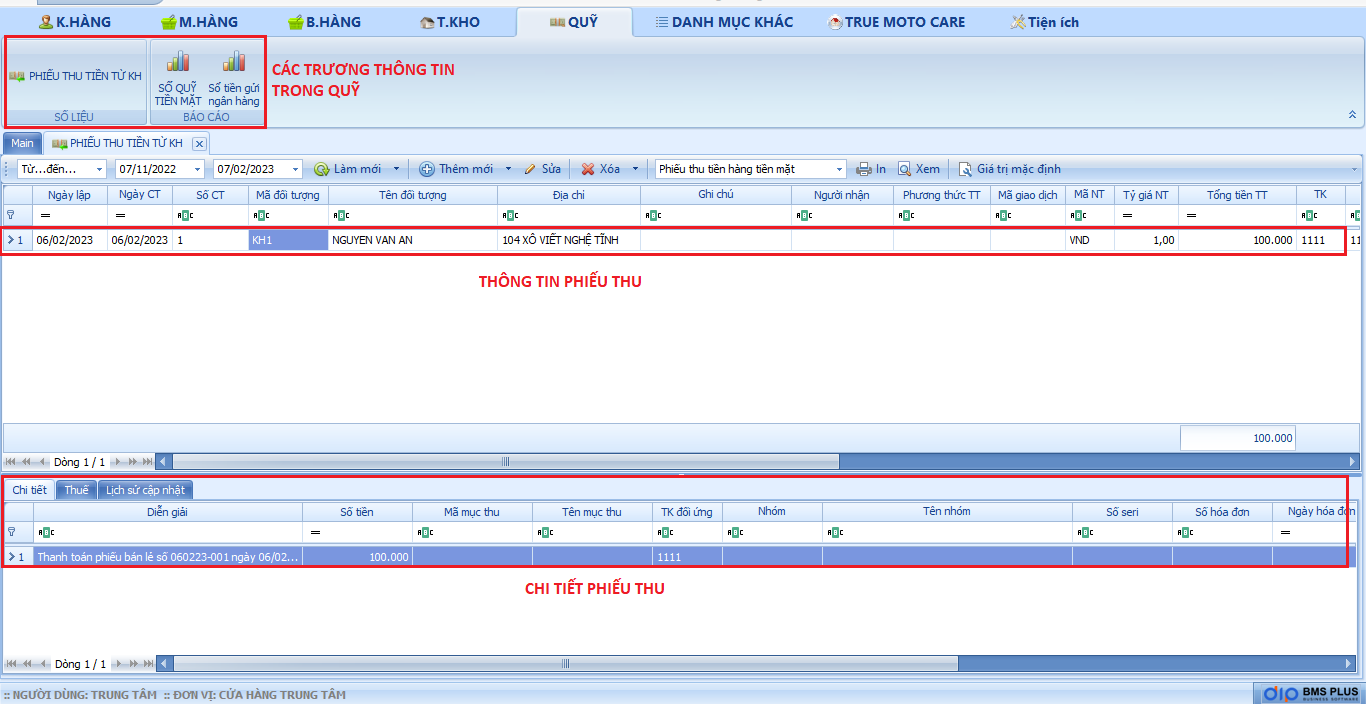 K.HÀNG M.HÀNG B.HÀNG T.KHO QUỸ DANH MỤC KHÁC TRUE MOTO CARE Tiện ích
PHIẾU THU TIỀN TỪ KH
SỔ QUỸ TIỀN MẶT
Sổ tiền gửi ngân hàng
SỐ LIỆU BÁO CÁO
CÁC TRƯƠNG THÔNG TIN
TRONG QUỸ
Main PHIẾU THU TIỀN TỪ KH
Từ...đến... 07/11/2022 07/02/2023 Làm mới Thêm mới Sửa Xóa Phiếu thu tiền hàng tiền mặt In Xem Giá trị mặc định
Ngày lập Ngày CT Số CT Mã đối tượng Tên đối tượng Địa chỉ Ghi chú Người nhận Phương thức TT Mã giao dịch Mã NT Tỷ giá NT Tổng tiền TT TK
1 06/02/2023 06/02/2023 1 KH1 NGUYEN VAN AN 104 XÔ VIẾT NGHỆ TĨNH VND 1,00 100.000 1111 11
THÔNG TIN PHIẾU THU
100.000
Dòng 1 / 1
Chi tiết Thuế Lịch sử cập nhật
Diễn giải Số tiền Mã mục thu Tên mục thu TK đối ứng Nhóm Tên nhóm Số seri Số hóa đơn Ngày hóa đơn
1 Thanh toán phiếu bán lẻ số 060223-001 ngày 06/02... 100.000 1111
CHI TIẾT PHIẾU THU
Dòng 1 / 1
:: NGƯỜI DÙNG: TRUNG TÂM :: ĐƠN VỊ: CỬA HÀNG TRUNG TÂM
dip BMS PLUS
BUSINESS SOFTWARE